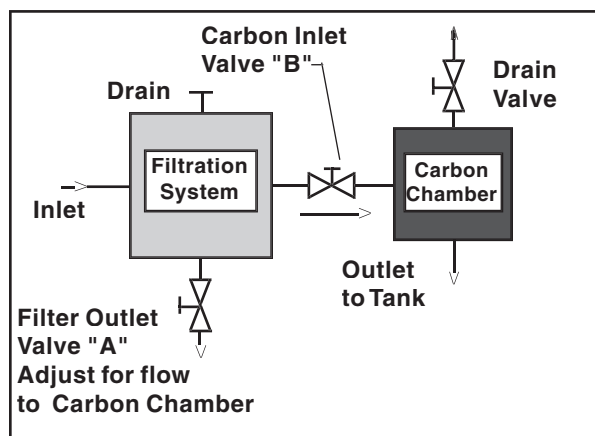 Carbon Inlet
Valve "B"
Drain
Drain
Valve
Filtration
System
Carbon
Chamber
Inlet
Outlet
to Tank
Filter Outlet
Valve "A"
Adjust for flow
to Carbon Chamber